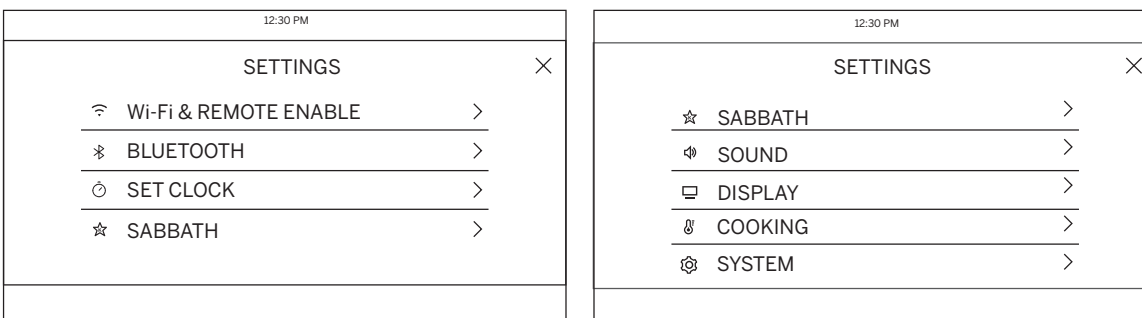 12:30 PM
SETTINGS
Wi-Fi & REMOTE ENABLE
BLUETOOTH
SET CLOCK
SABBATH
12:30 PM
SETTINGS
SABBATH
SOUND
DISPLAY
COOKING
SYSTEM